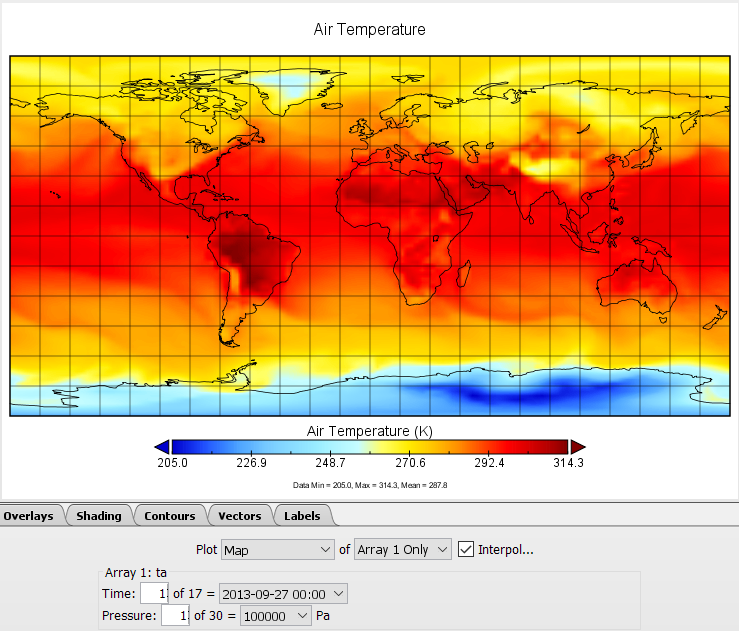 Air Temperature
Air Temperature (K)
205.0 226.9 248.7 270.6 292.4 314.3
Data Min = 205.0, Max = 314.3, Mean = 287.8
Overlays Shading Contours Vectors Labels
Plot Map of Array 1 Only Interpol...
Array 1: ta
Time: 1 of 17 = 2013-09-27 00:00
Pressure: 1 of 30 = 100000 Pa